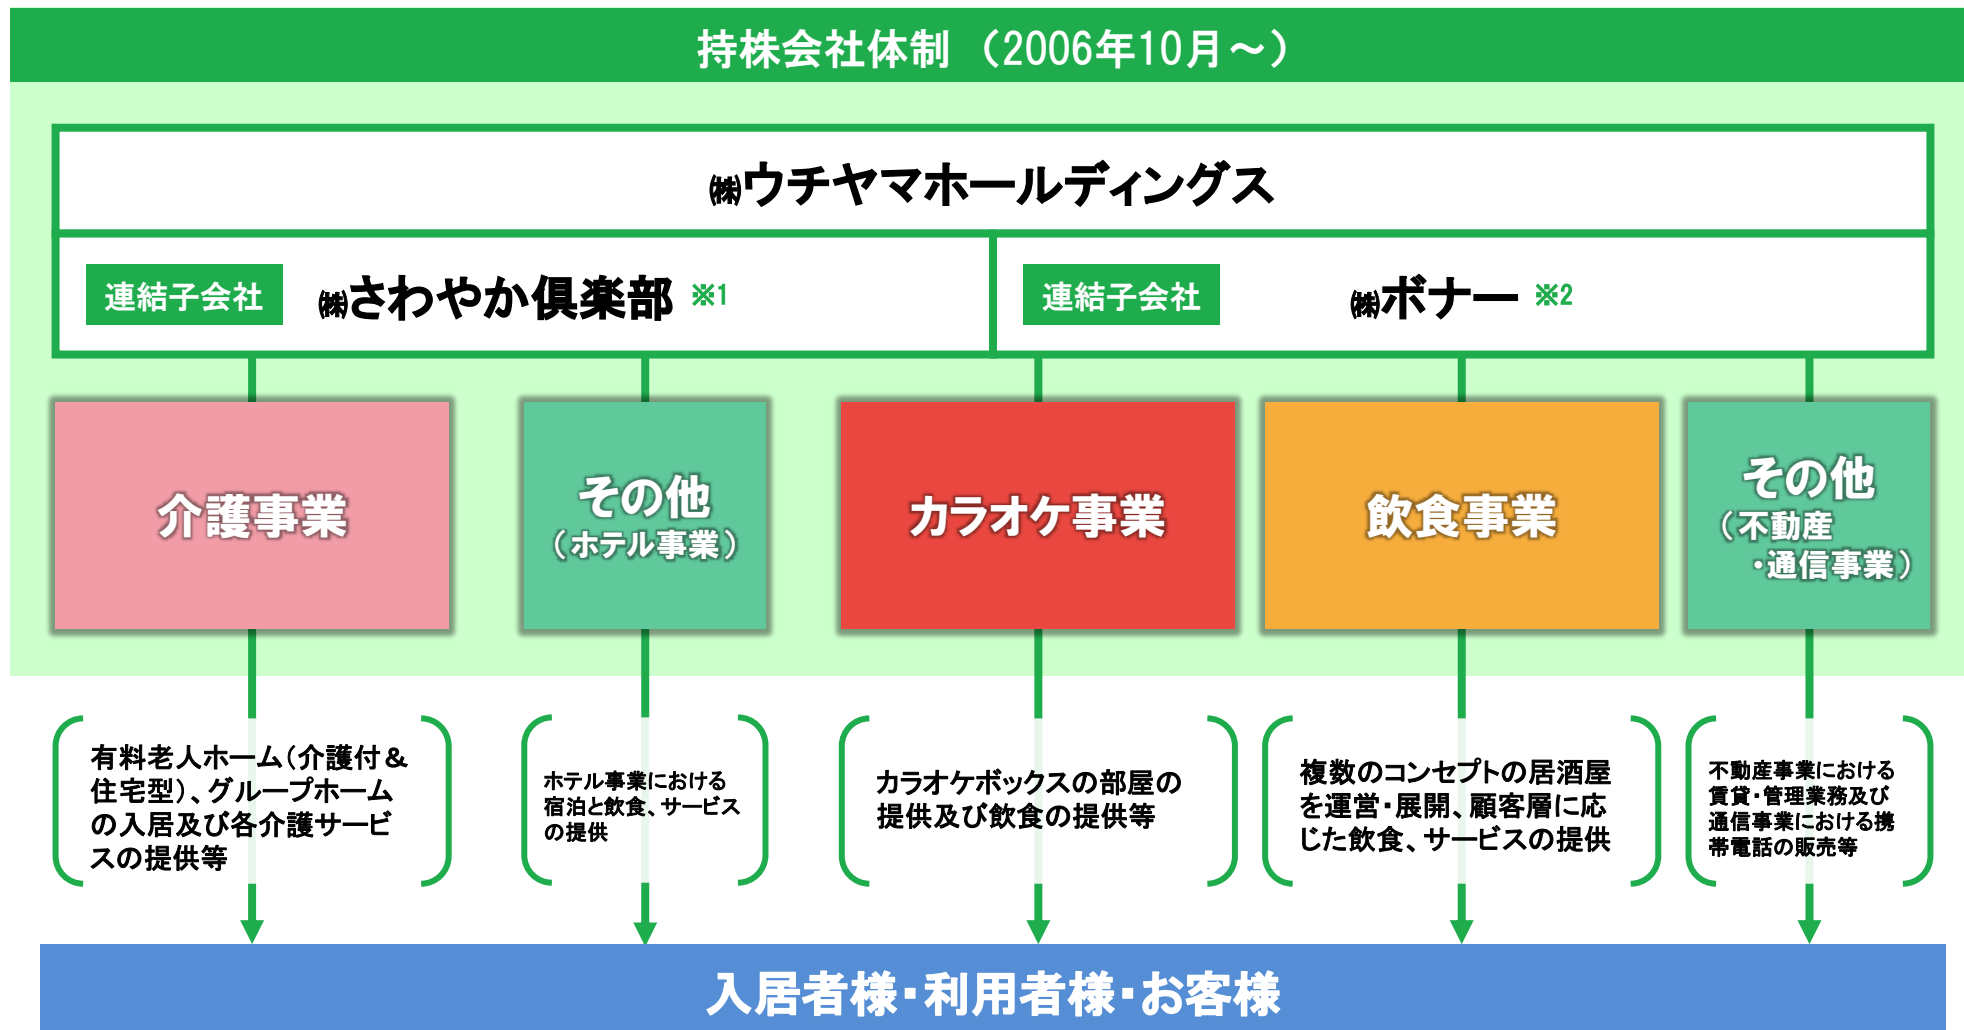 持株会社体制 （2006年10月～）
㈱ウチヤマホールディングス
連結子会社 ㈱さわやか倶楽部 ※1
連結子会社 ㈱ボナー ※2
介護事業
その他
（ホテル事業）
カラオケ事業
飲食事業
その他
（不動産
・通信事業）
有料老人ホーム（介護付＆
住宅型）、グループホーム
の入居及び各介護サービ
スの提供等
ホテル事業における
宿泊と飲食、サービス
の提供
カラオケボックスの部屋の
提供及び飲食の提供等
複数のコンセプトの居酒屋
を運営・展開、顧客層に応
じた飲食、サービスの提供
不動産事業における
賃貸・管理業務及び
通信事業における携
帯電話の販売等
入居者様・利用者様・お客様